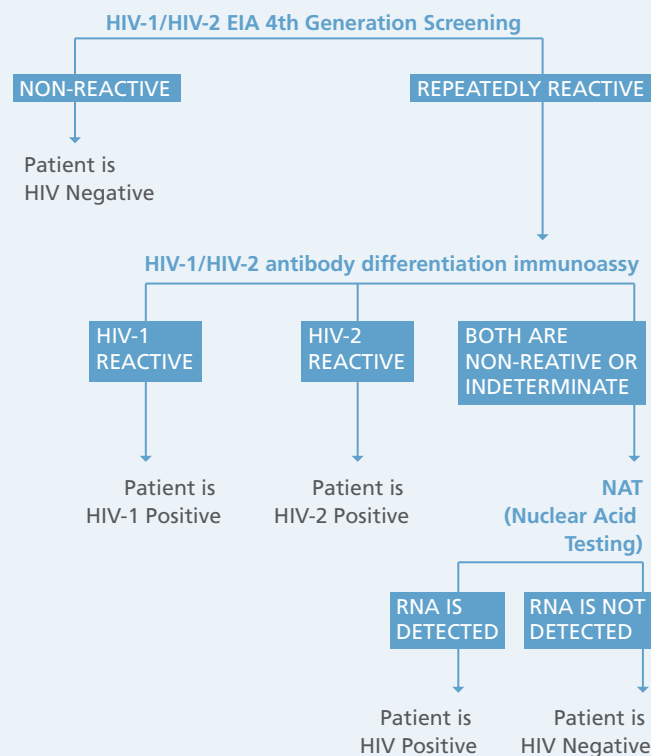 HIV-1/HIV-2 EIA 4th Generation Screening
NON-REACTIVE
REPEATEDLY REACTIVE
Patient is
HIV Negative
HIV-1/HIV-2 antibody differentiation immunoassy
HIV-1
REACTIVE
HIV-2
REACTIVE
BOTH ARE
NON-REATIVE OR
INDETERMINATE
Patient is
HIV-1 Positive
Patient is
HIV-2 Positive
NAT
(Nuclear Acid
Testing)
RNA IS
DETECTED
RNA IS NOT
DETECTED
Patient is
HIV Positive
Patient is
HIV Negative